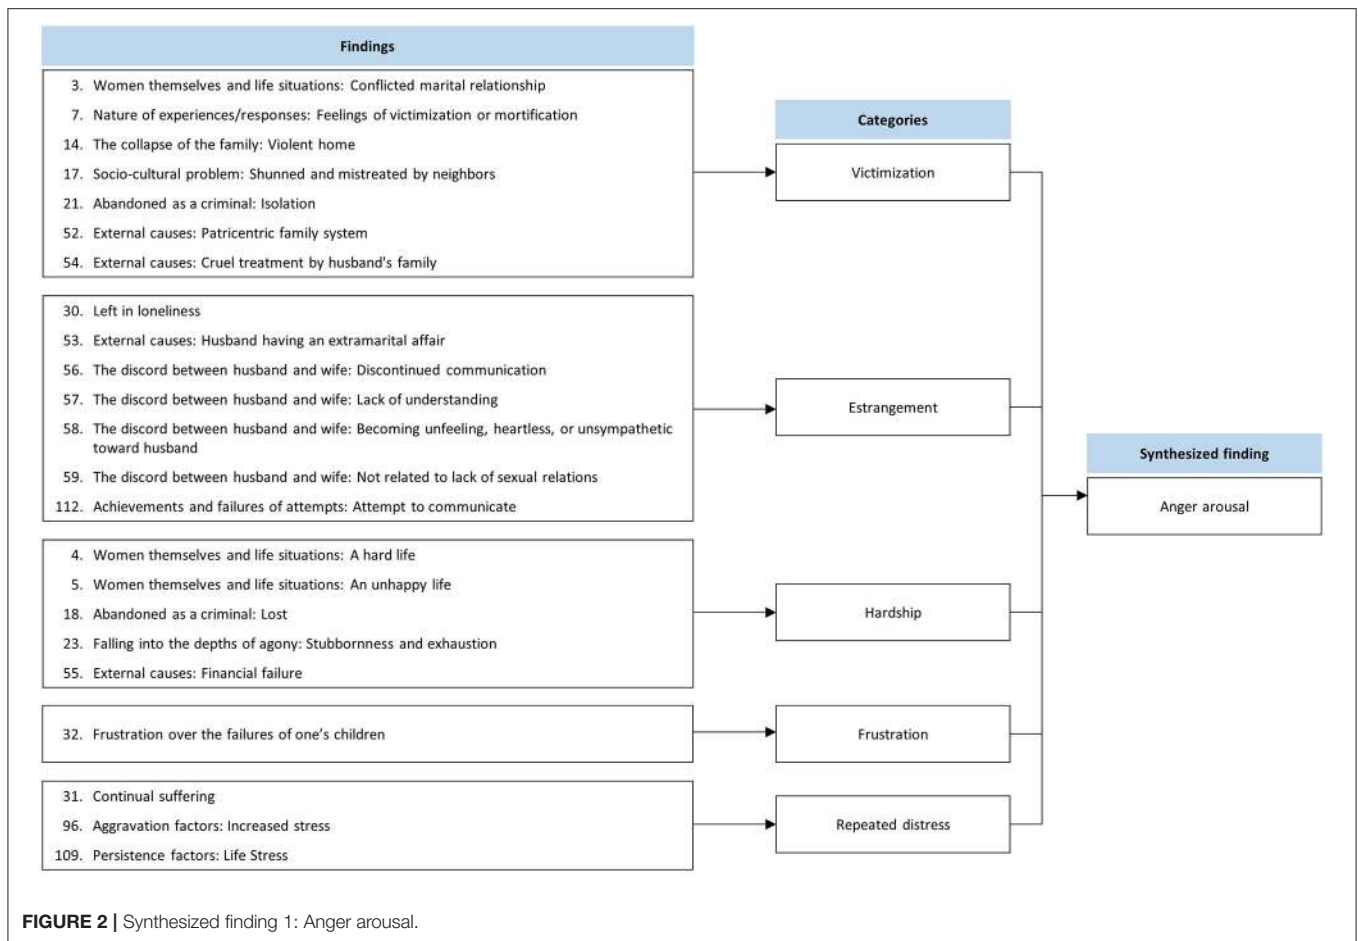 Findings
3. Women themselves and life situations: Conflicted marital relationship
7. Nature of experiences/responses: Feelings of victimization or mortification
14. The collapse of the family: Violent home
17. Socio-cultural problem: Shunned and mistreated by neighbors
21. Abandoned as a criminal: Isolation
52. External causes: Patricentric family system
54. External causes: Cruel treatment by husband's family
30. Left in loneliness
53. External causes: Husband having an extramarital affair
56. The discord between husband and wife: Discontinued communication
57. The discord between husband and wife: Lack of understanding
58. The discord between husband and wife: Becoming unfeeling, heartless, or unsympathetic
toward husband
59. The discord between husband and wife: Not related to lack of sexual relations
112. Achievements and failures of attempts: Attempt to communicate
4. Women themselves and life situations: A hard life
5. Women themselves and life situations: An unhappy life
18. Abandoned as a criminal: Lost
23. Falling into the depths of agony: Stubbornness and exhaustion
55. External causes: Financial failure
32. Frustration over the failures of one’s children
31. Continual suffering
96. Aggravation factors: Increased stress
109. Persistence factors: Life Stress
Categories
Victimization
Estrangement
Hardship
Frustration
Repeated distress
Synthesized finding
Anger arousal
FIGURE 2 | Synthesized finding 1: Anger arousal.